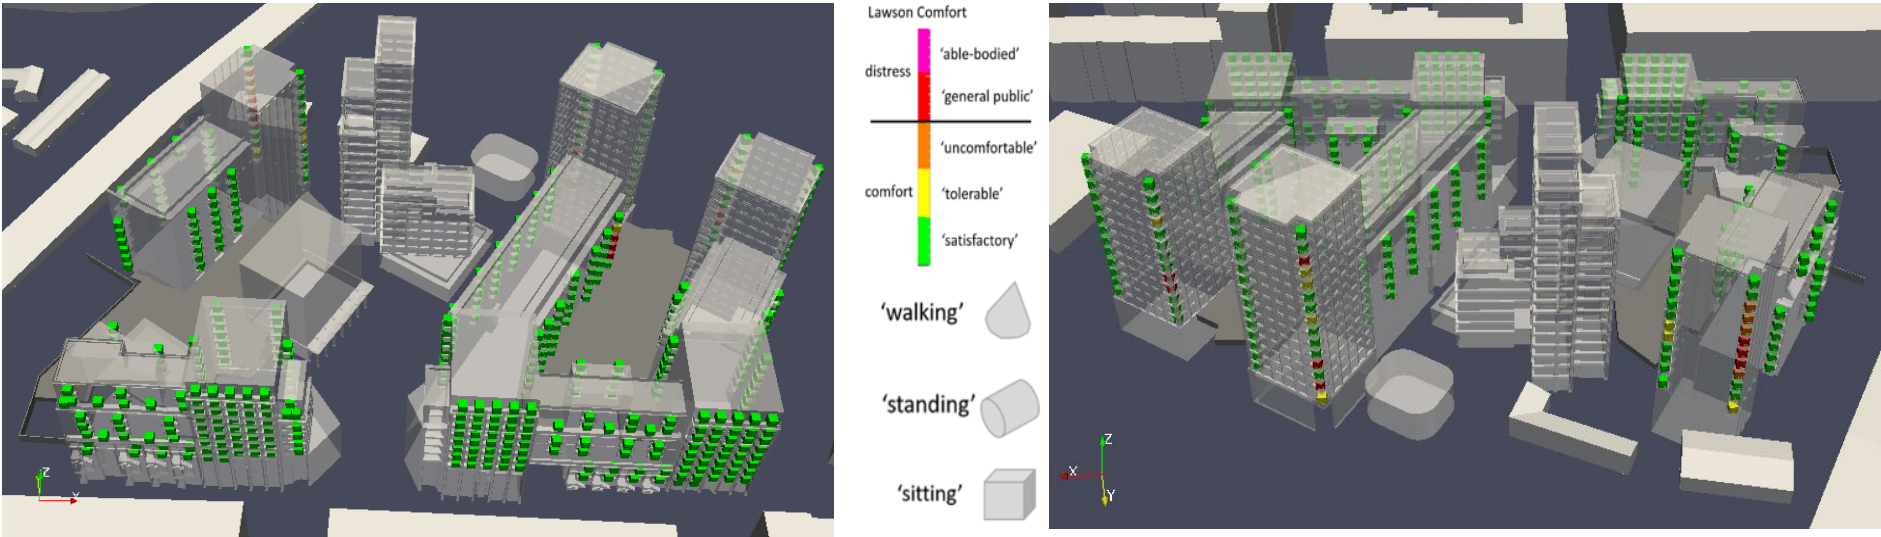 Lawson Comfort
'able-bodied'
distress
'general public'
'uncomfortable'
comfort
'tolerable'
'satisfactory'
'walking'
'standing'
'sitting'
Z
X
Z
X
Y